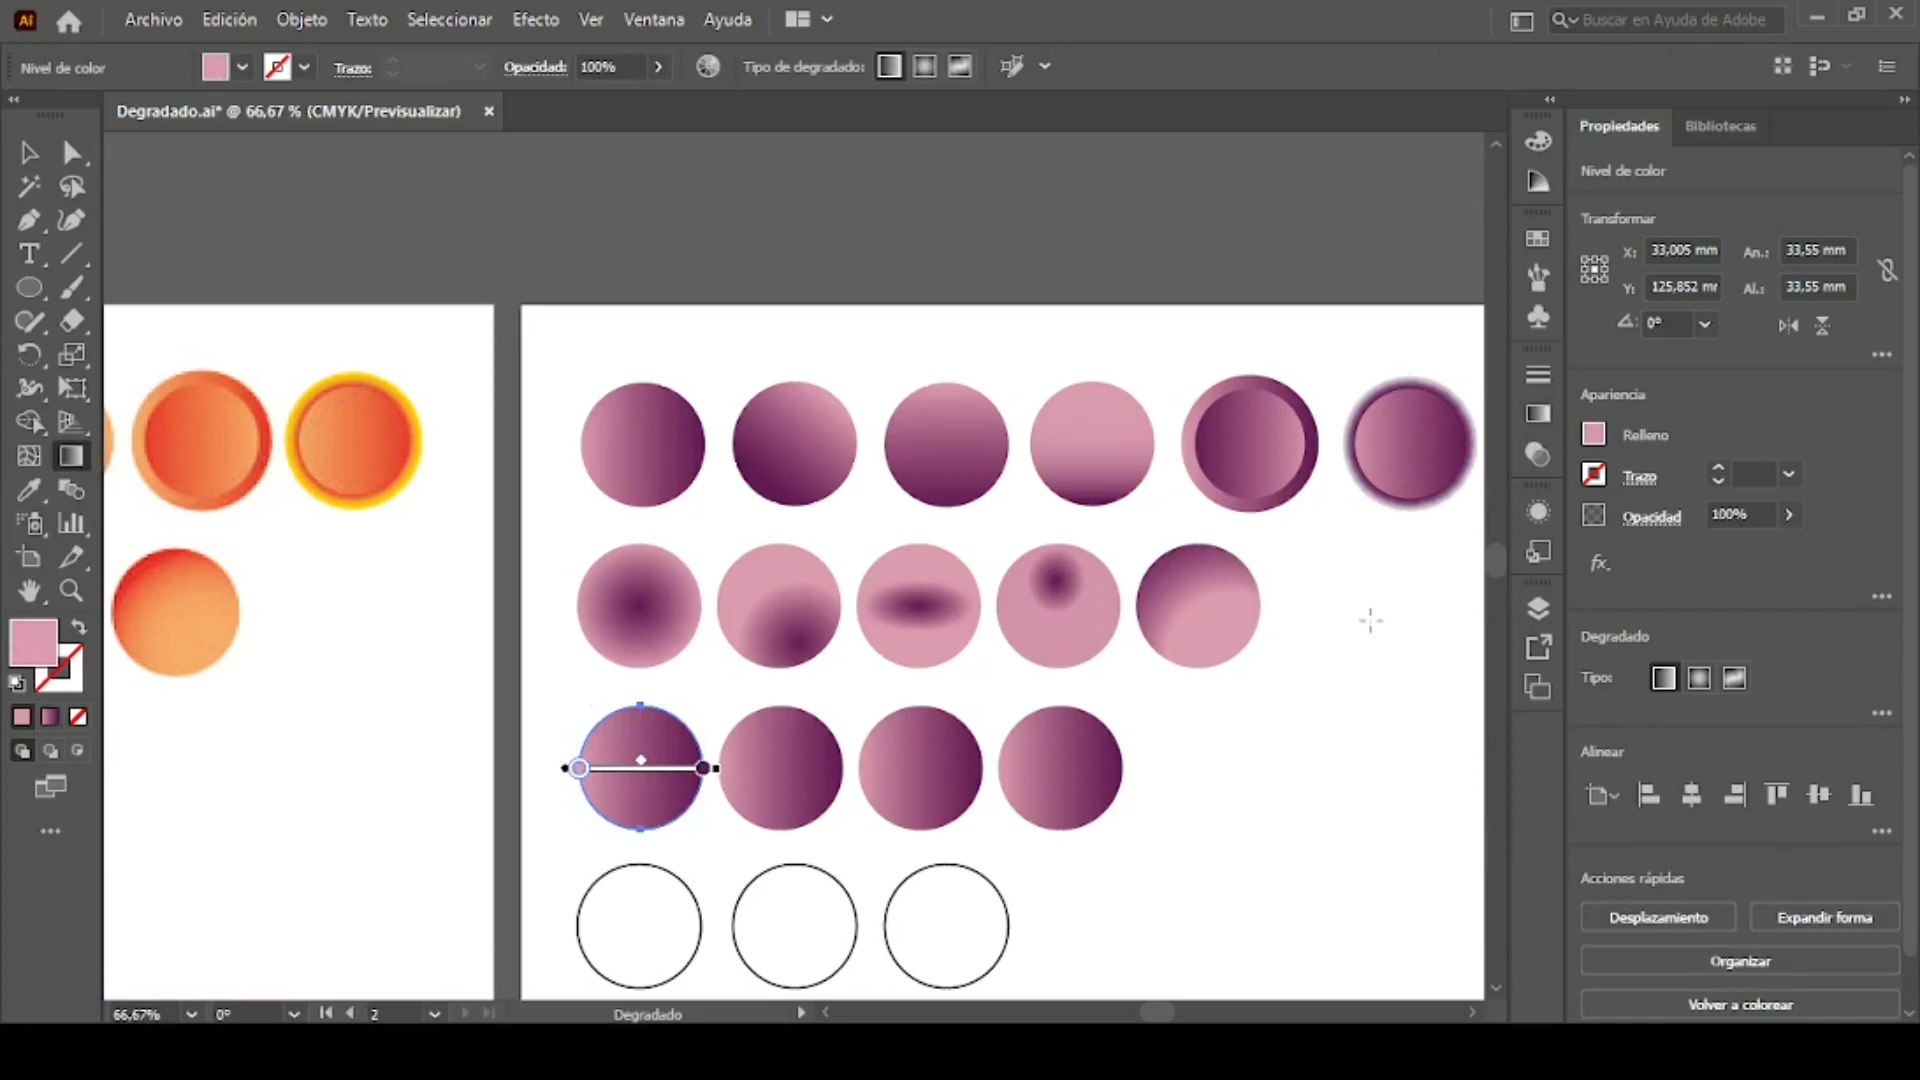 Ai Archivo Edición Objeto Texto Seleccionar Efecto Ver Ventana Ayuda Buscar en Ayuda de Adobe
Nivel de color Trazo: Opacidad: 100% Tipo de degradado:
Degradado.ai* @ 66,67 % (CMYK/Previsualizar) ×
Propiedades Bibliotecas
Nivel de color
Transformar
X: 33,005 mm An.: 33,55 mm
Y: 125,852 mr Al.: 33,55 mm
0°
Apariencia
Relleno
Trazo
Opacidad 100%
fx.
Degradado
Tipo:
Alinear
Acciones rápidas
Desplazamiento Expandir forma
Organizar
Volver a colorear
66,67% 0° 2 Degradado